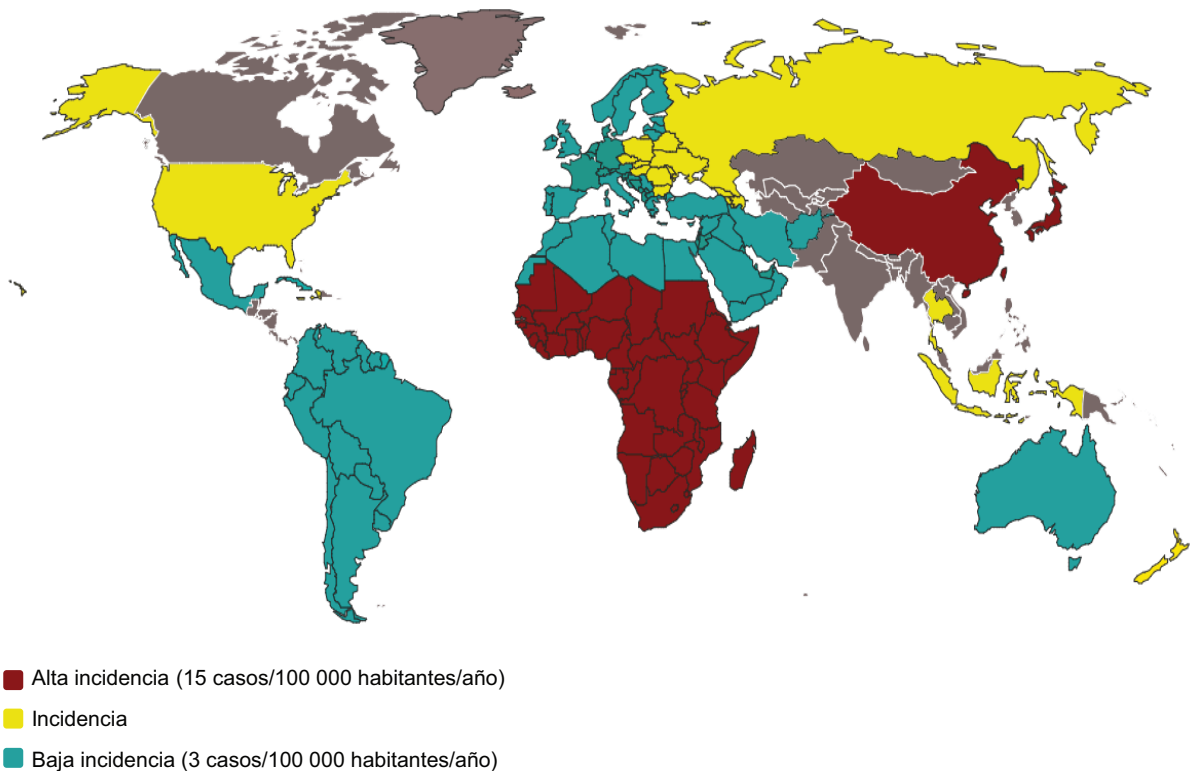 Alta incidencia (15 casos/100 000 habitantes/año)
Incidencia
Baja incidencia (3 casos/100 000 habitantes/año)